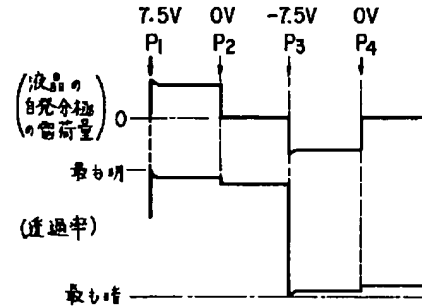 7.5V 0V -7.5V 0V
P1 P2 P3 P4
液晶の
自発分極
の電荷量
0
最も明
(透過率)
最も暗